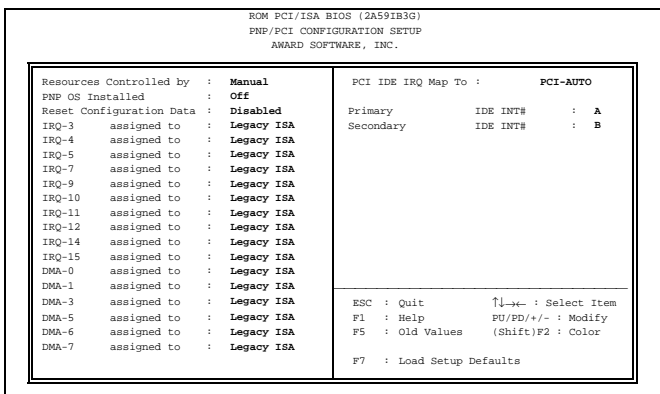 ROM PCI/ISA BIOS (2A59IB3G)
PNP/PCI CONFIGURATION SETUP
AWARD SOFTWARE, INC.
Resources Controlled by : Manual
PNP OS Installed : Off
Reset Configuration Data : Disabled
IRQ-3 assigned to : Legacy ISA
IRQ-4 assigned to : Legacy ISA
IRQ-5 assigned to : Legacy ISA
IRQ-7 assigned to : Legacy ISA
IRQ-9 assigned to : Legacy ISA
IRQ-10 assigned to : Legacy ISA
IRQ-11 assigned to : Legacy ISA
IRQ-12 assigned to : Legacy ISA
IRQ-14 assigned to : Legacy ISA
IRQ-15 assigned to : Legacy ISA
DMA-0 assigned to : Legacy ISA
DMA-1 assigned to : Legacy ISA
DMA-3 assigned to : Legacy ISA
DMA-5 assigned to : Legacy ISA
DMA-6 assigned to : Legacy ISA
DMA-7 assigned to : Legacy ISA
PCI IDE IRQ Map To : PCI-AUTO
Primary IDE INT# : A
Secondary IDE INT# : B
ESC : Quit ↑↓→← : Select Item
F1 : Help PU/PD/+/- : Modify
F5 : Old Values (Shift)F2 : Color
F7 : Load Setup Defaults